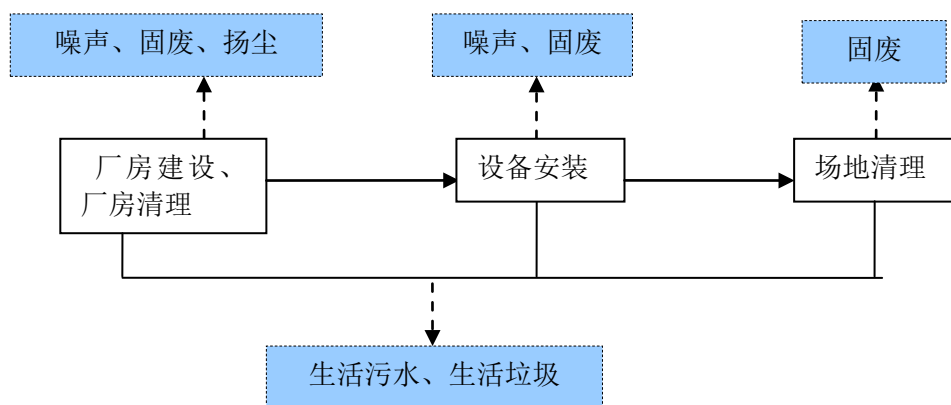 噪声、固废、扬尘
噪声、固废
固废
厂房建设、
厂房清理
设备安装
场地清理
生活污水、生活垃圾